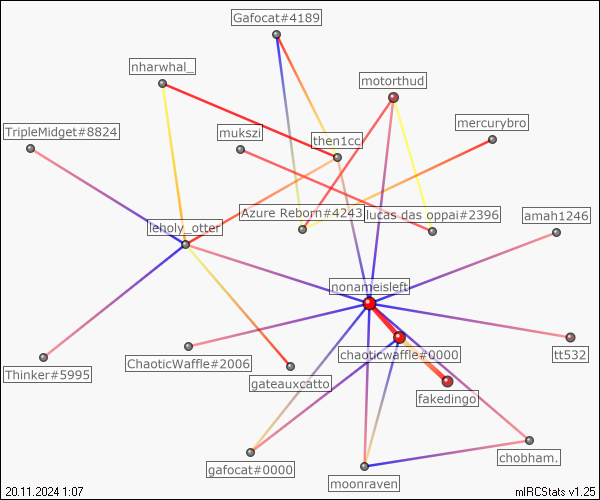 Gafocat#4189
nharwhal_
motorthud
TripleMidget#8824
mukszi
mercurybro
then1cc
Azure Reborn#4243
lucas das oppai#2396
amah1246
leholy_otter
nonameisleft
ChaoticWaffle#2006
chaoticwaffle#0000
tt532
Thinker#5995
gateauxcatto
fakedingo
gafocat#0000
moonraven
chobham.
20.11.2024 1:07
mIRCStats v1.25